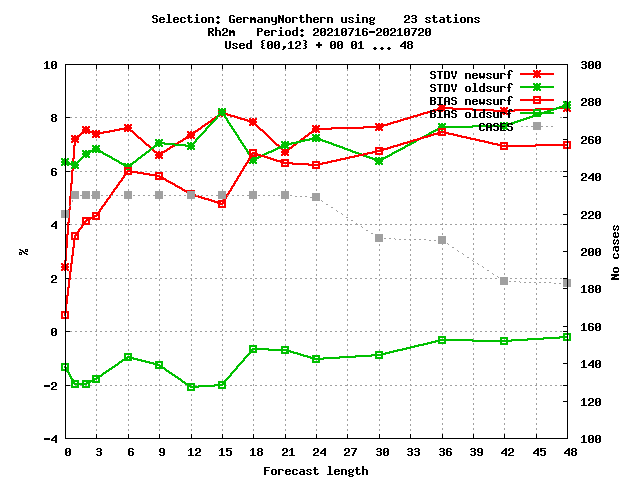 Selection: GermanyNorthern using    23 stations
Rh2m   Period: 20210716-20210720
Used {00,12} + 00 01 ... 48
STDV newsurf
STDV oldsurf
BIAS newsurf
BIAS oldsurf
CASES
10
8
6
4
2
0
-2
-4
%
300
280
260
240
220
200
180
160
140
120
100
No cases
0 3 6 9 12 15 18 21 24 27 30 33 36 39 42 45 48
Forecast length